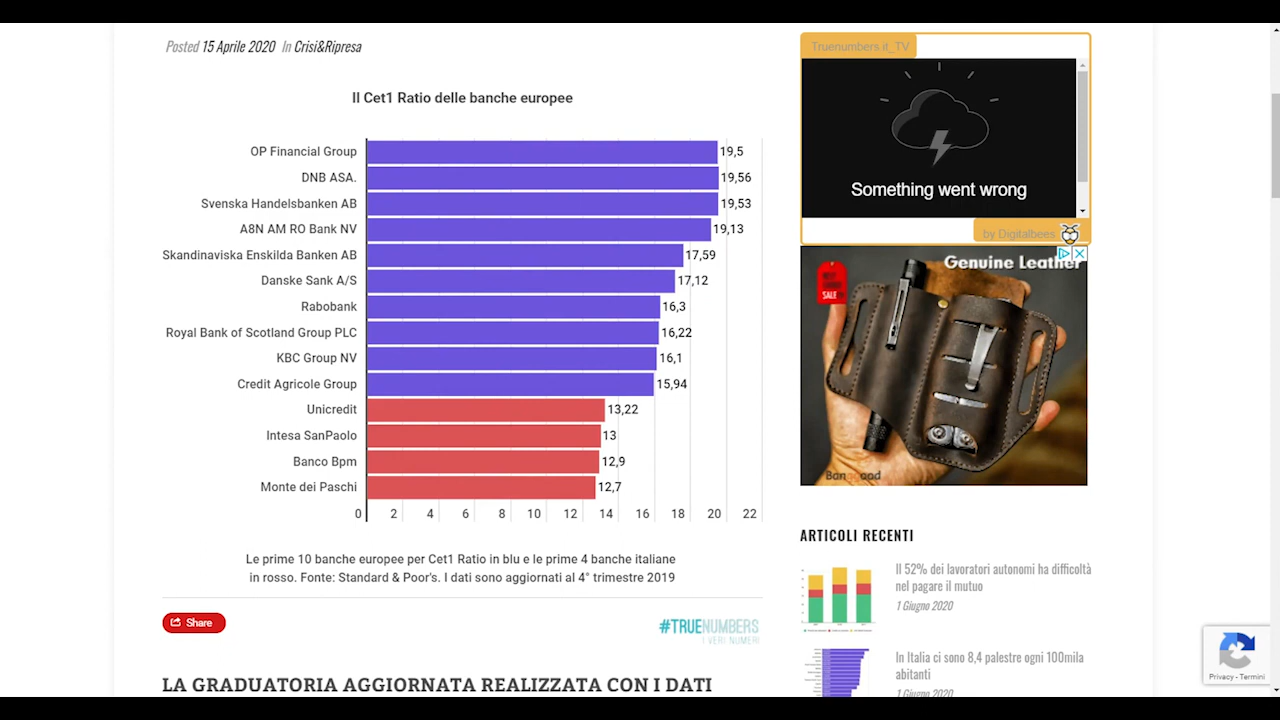 Posted 15 Aprile 2020 In Crisi&Ripresa
Il Cet1 Ratio delle banche europee
OP Financial Group 19,5
DNB ASA. 19,56
Svenska Handelsbanken AB 19,53
A8N AM RO Bank NV 19,13
Skandinaviska Enskilda Banken AB 17,59
Danske Sank A/S 17,12
Rabobank 16,3
Royal Bank of Scotland Group PLC 16,22
KBC Group NV 16,1
Credit Agricole Group 15,94
Unicredit 13,22
Intesa SanPaolo 13
Banco Bpm 12,9
Monte dei Paschi 12,7
0 2 4 6 8 10 12 14 16 18 20 22
Le prime 10 banche europee per Cet1 Ratio in blu e le prime 4 banche italiane
in rosso. Fonte: Standard & Poor's. I dati sono aggiornati al 4° trimestre 2019
Share
#TRUENUMBERS
I VERI NUMERI
LA GRADUATORIA AGGIORNATA REALIZZATA CON I DATI
Truenumbers it_TV
Something went wrong
by Digitalbees
Genuine Leather
SALE
Banggood
ARTICOLI RECENTI
Il 52% dei lavoratori autonomi ha difficoltà
nel pagare il mutuo
1 Giugno 2020
In Italia ci sono 8,4 palestre ogni 100mila
abitanti
1 Giugno 2020
Privacy - Termini